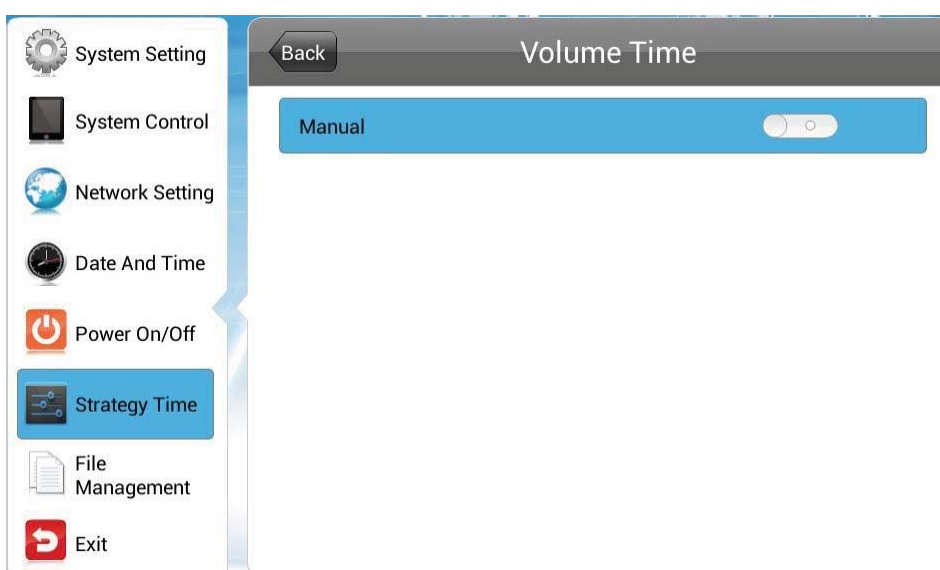 System Setting
System Control
Network Setting
Date And Time
Power On/Off
Strategy Time
File
Management
Exit
Back
Volume Time
Manual